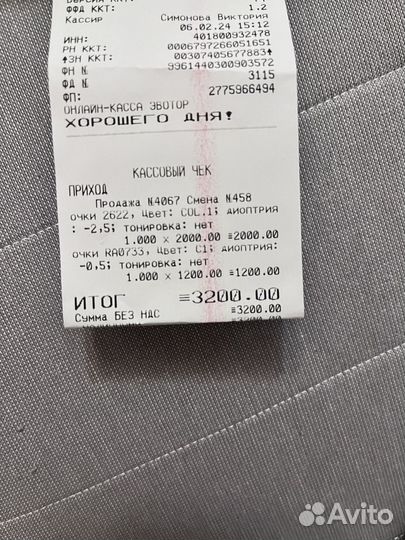 ФФД ККТ: 1.2
Кассир Симонова Виктория
06.02.24 15:12
ИНН: 401800932478
РН ККТ: 0006797266051651
↑ЗН ККТ: 00307405677883↑
ФН № 9961440300903572
ФД № 3115
ФП: 2775966494
ОНЛАЙН-КАССА ЭВОТОР
ХОРОШЕГО ДНЯ!
КАССОВЫЙ ЧЕК
ПРИХОД
Продажа №4067 Смена №458
очки 2622, Цвет: COL.1; диоптрия
: -2,5; тонировка: нет
1.000 × 2000.00 =2000.00
очки RA0733, Цвет: C1; диоптрия:
-0,5; тонировка: нет
1.000 × 1200.00 =1200.00
ИТОГ =3200.00
Сумма БЕЗ НДС =3200.00
Avito